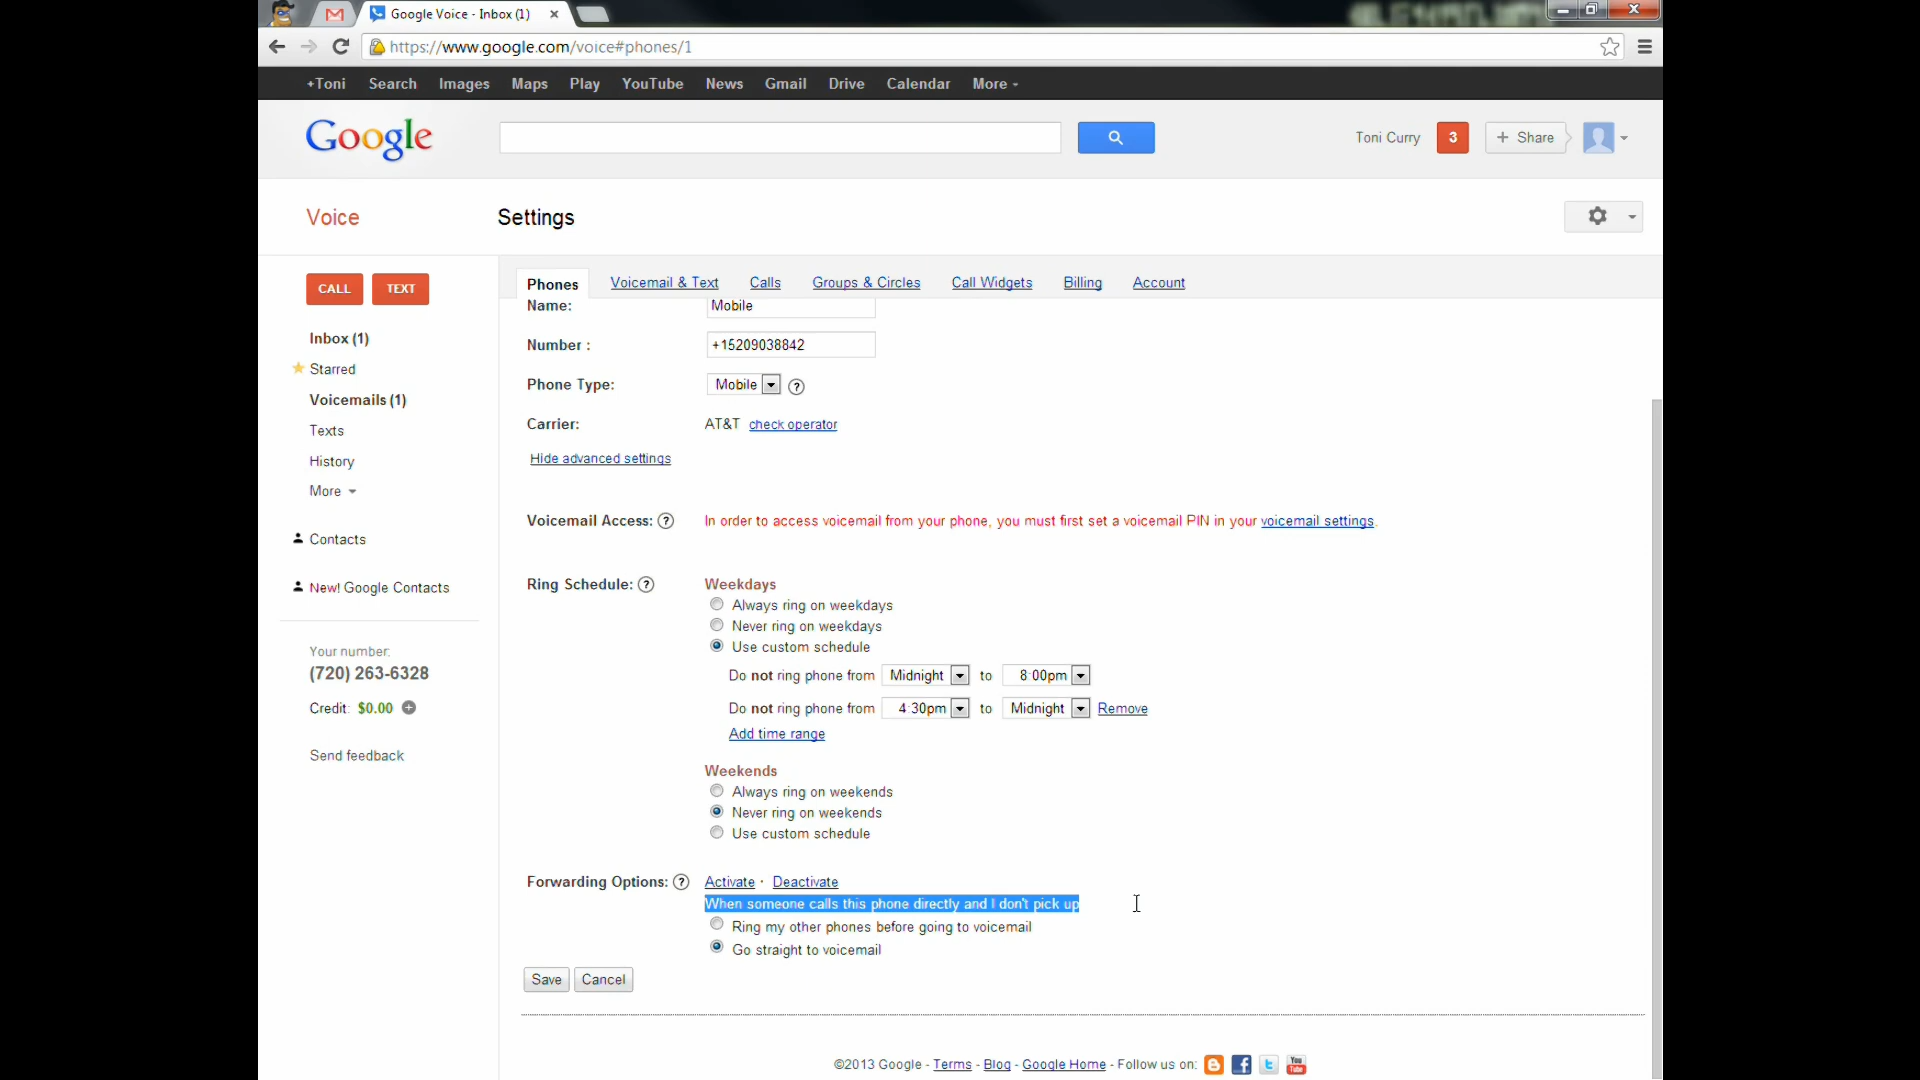 Google Voice - Inbox (1)
https://www.google.com/voice#phones/1
+Toni Search Images Maps Play YouTube News Gmail Drive Calendar More
Google
Toni Curry 3 + Share
Voice Settings
CALL TEXT
Phones Voicemail & Text Calls Groups & Circles Call Widgets Billing Account
Inbox (1)
Starred
Voicemails (1)
Texts
History
More
Contacts
New! Google Contacts
Your number:
(720) 263-6328
Credit: $0.00
Send feedback
Name: Mobile
Number : +15209038842
Phone Type: Mobile ?
Carrier: AT&T check operator
Hide advanced settings
Voicemail Access: ? In order to access voicemail from your phone, you must first set a voicemail PIN in your voicemail settings.
Ring Schedule: ? Weekdays
Always ring on weekdays
Never ring on weekdays
Use custom schedule
Do not ring phone from Midnight to 8:00pm
Do not ring phone from 4:30pm to Midnight Remove
Add time range
Weekends
Always ring on weekends
Never ring on weekends
Use custom schedule
Forwarding Options: ? Activate · Deactivate
When someone calls this phone directly and I don't pick up
Ring my other phones before going to voicemail
Go straight to voicemail
Save Cancel
©2013 Google - Terms - Blog - Google Home - Follow us on:
You Tube